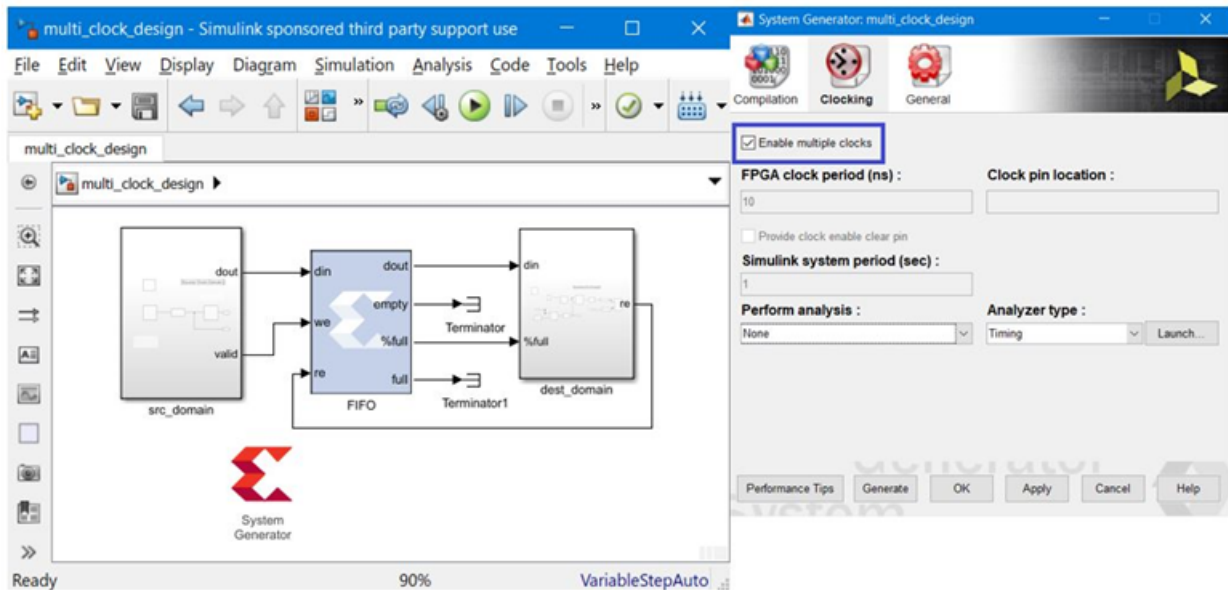 multi_clock_design - Simulink sponsored third party support use
File Edit View Display Diagram Simulation Analysis Code Tools Help
multi_clock_design
multi_clock_design
dout
valid
src_domain
din
we
re
dout
empty
%full
full
FIFO
Terminator
Terminator1
din
%full
re
dest_domain
System
Generator
Ready 90% VariableStepAuto
System Generator: multi_clock_design
Compilation Clocking General
Enable multiple clocks
FPGA clock period (ns) : Clock pin location :
10
Provide clock enable clear pin
Simulink system period (sec) :
1
Perform analysis : Analyzer type :
None Timing Launch...
Performance Tips Generate OK Apply Cancel Help